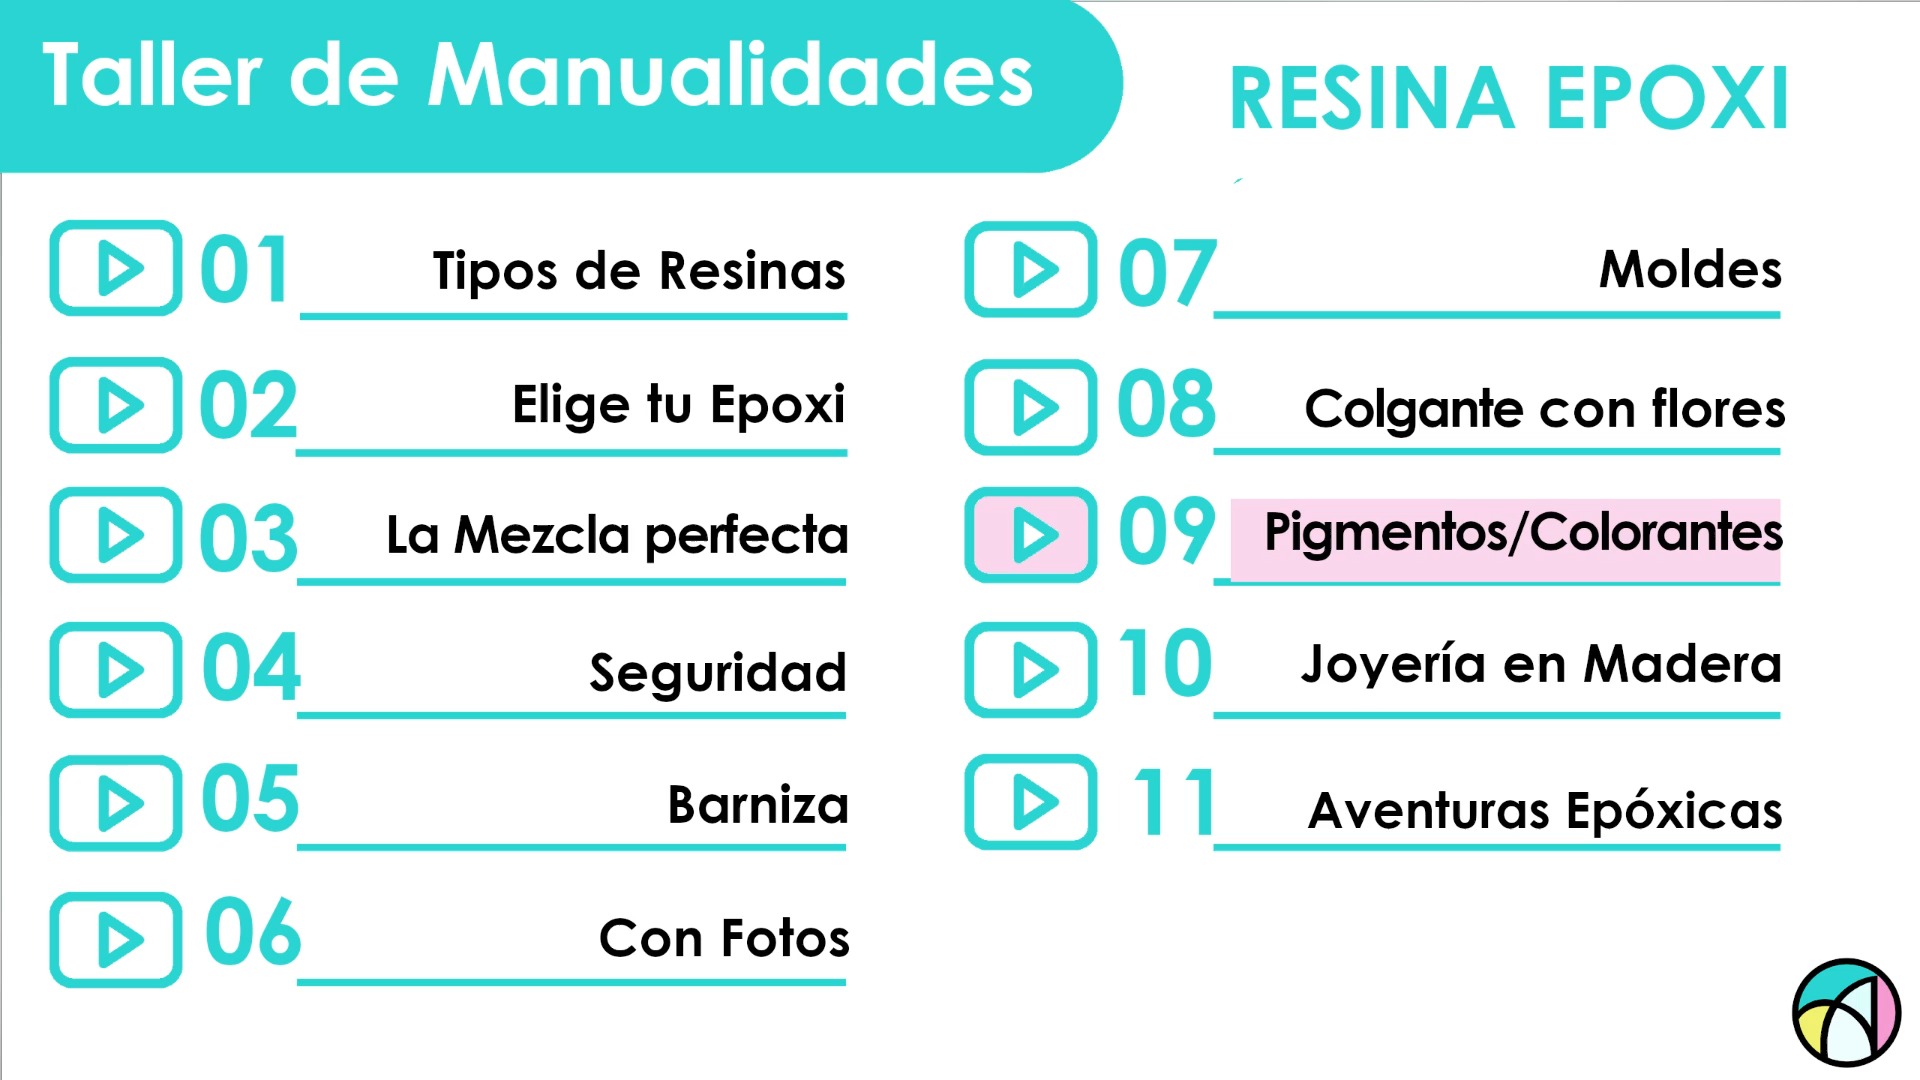 Taller de Manualidades
RESINA EPOXI
01 Tipos de Resinas
02 Elige tu Epoxi
03 La Mezcla perfecta
04 Seguridad
05 Barniza
06 Con Fotos
07 Moldes
08 Colgante con flores
09 Pigmentos/Colorantes
10 Joyería en Madera
11 Aventuras Epóxicas